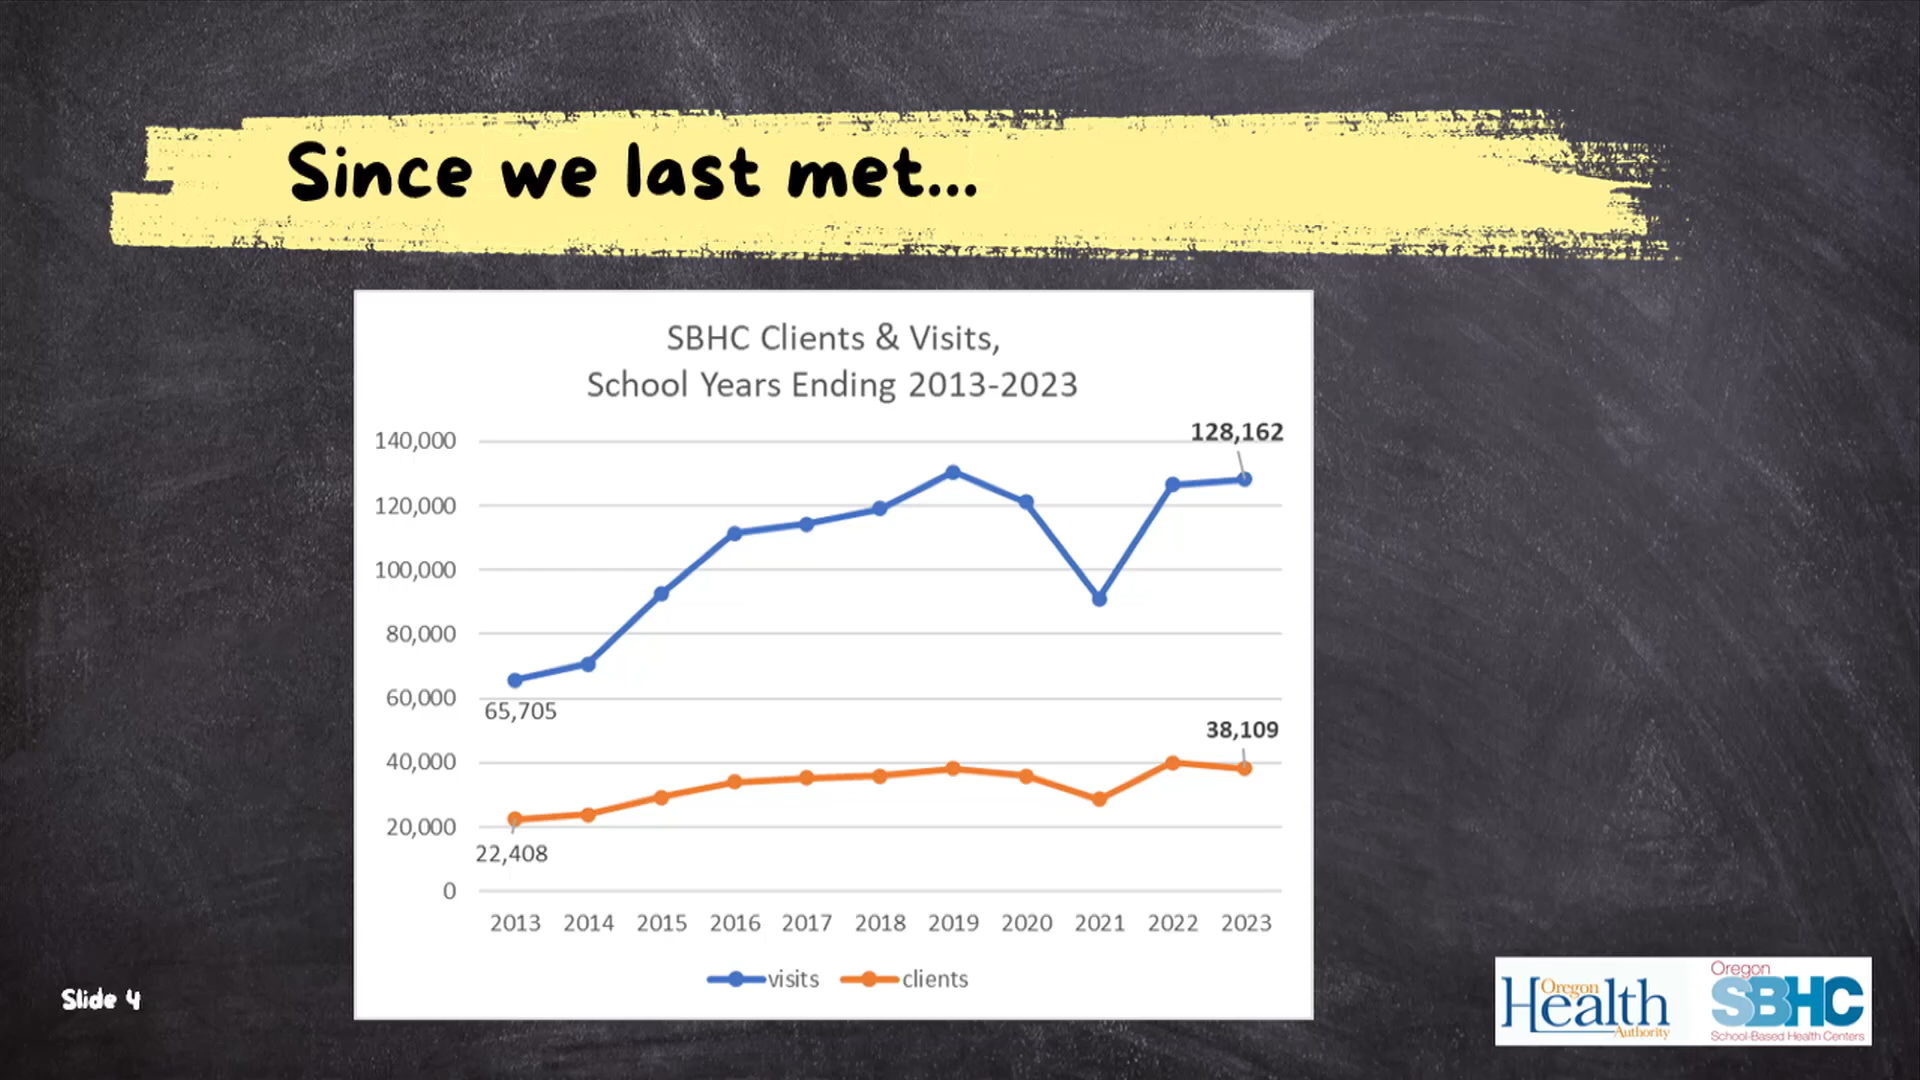 Since we last met...
SBHC Clients & Visits,
School Years Ending 2013-2023
140,000
120,000
100,000
80,000
60,000
40,000
20,000
0
128,162
65,705
38,109
22,408
2013 2014 2015 2016 2017 2018 2019 2020 2021 2022 2023
visits clients
Slide 4
Oregon
Health
Authority
Oregon
SBHC
School-Based Health Centers